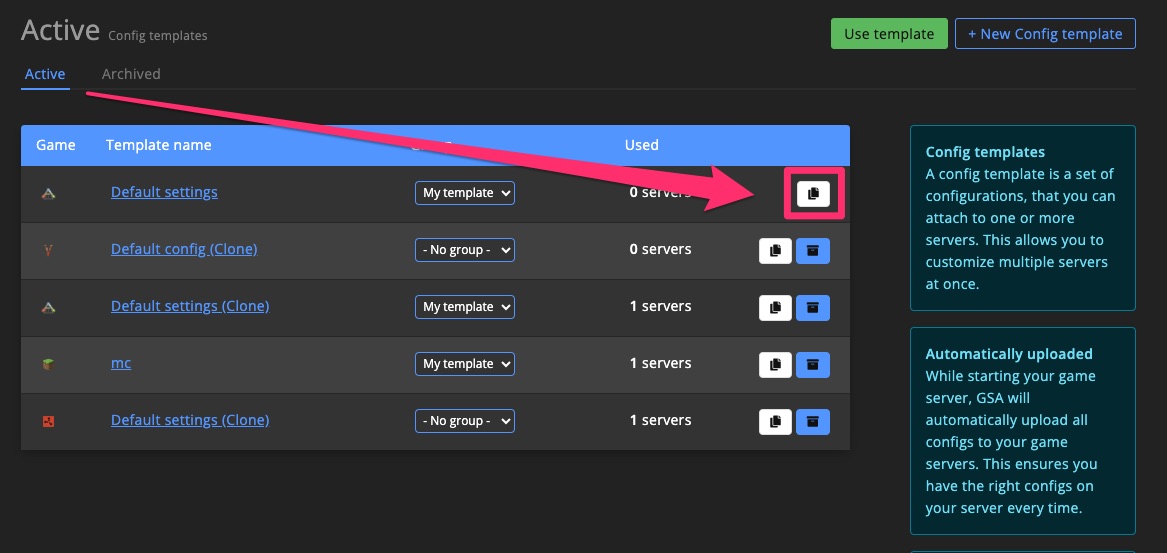 Active Config templates
Use template
+ New Config template
Active
Archived
Game
Template name
Used
Default settings
My template
0 servers
Default config (Clone)
- No group -
0 servers
Default settings (Clone)
My template
1 servers
mc
My template
1 servers
Default settings (Clone)
- No group -
1 servers
Config templates
A config template is a set of
configurations, that you can
attach to one or more
servers. This allows you to
customize multiple servers
at once.
Automatically uploaded
While starting your game
server, GSA will
automatically upload all
configs to your game
servers. This ensures you
have the right configs on
your server every time.